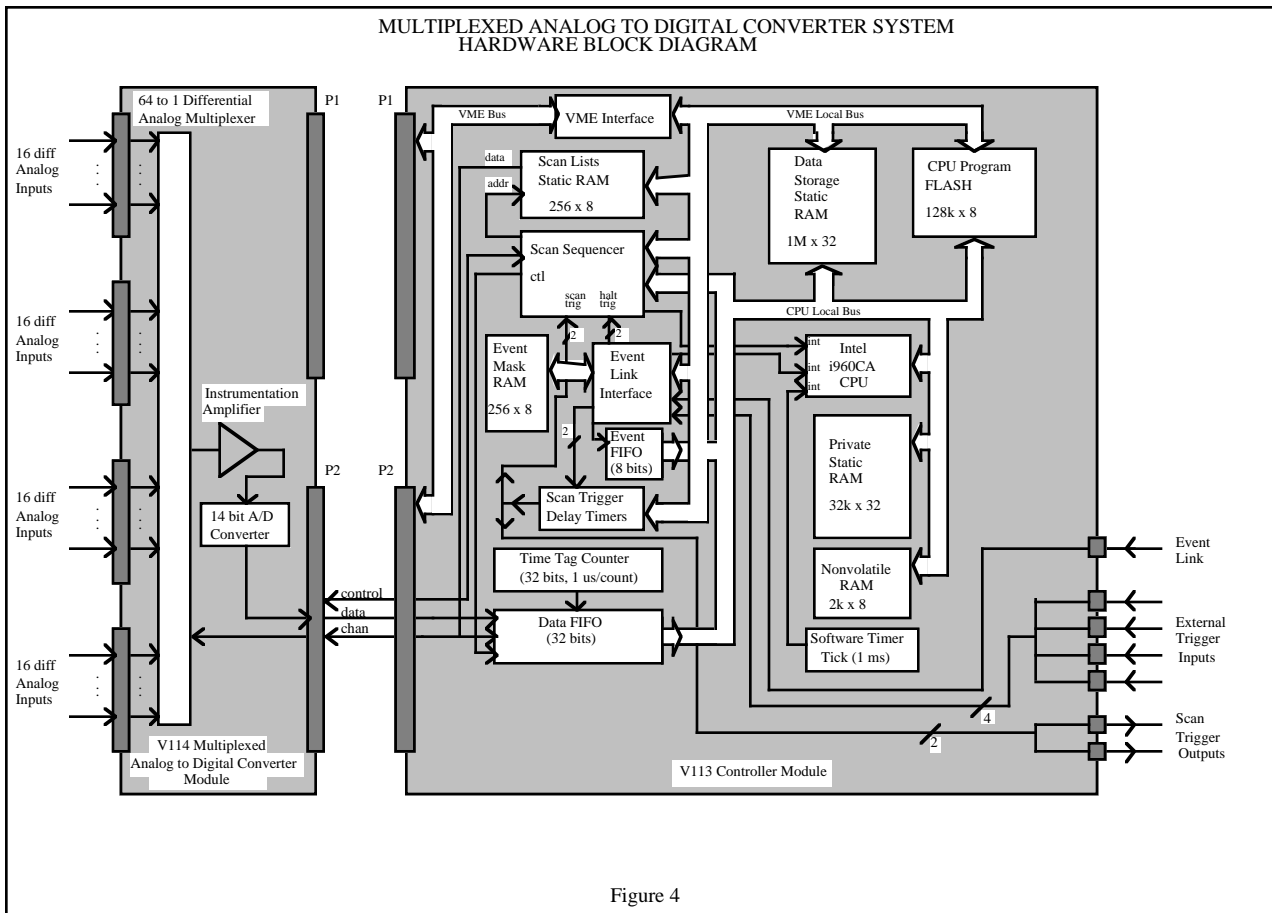 MULTIPLEXED ANALOG TO DIGITAL CONVERTER SYSTEM
HARDWARE BLOCK DIAGRAM
64 to 1 Differential
Analog Multiplexer
P1
P1
16 diff
Analog
Inputs
16 diff
Analog
Inputs
16 diff
Analog
Inputs
16 diff
Analog
Inputs
Instrumentation
Amplifier
14 bit A/D
Converter
P2
P2
control
data
chan
V114 Multiplexed
Analog to Digital Converter
Module
VME Bus
VME Interface
VME Local Bus
data
addr
Scan Lists
Static RAM
256 x 8
Scan Sequencer
ctl
scan
trig
halt
trig
2
2
Event
Mask
RAM
256 x 8
Event
Link
Interface
2
Event
FIFO
(8 bits)
Scan Trigger
Delay Timers
Time Tag Counter
(32 bits, 1 us/count)
Data FIFO
(32 bits)
Data
Storage
Static
RAM
1M x 32
CPU Program
FLASH
128k x 8
CPU Local Bus
int
int
int
Intel
i960CA
CPU
Private
Static
RAM
32k x 32
Nonvolatile
RAM
2k x 8
Software Timer
Tick (1 ms)
4
2
V113 Controller Module
Event
Link
External
Trigger
Inputs
Scan
Trigger
Outputs
Figure 4